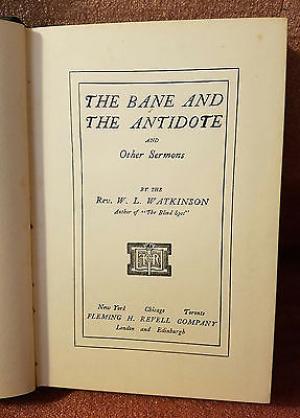 THE BANE AND
THE ANTIDOTE
AND
Other Sermons
BY THE
Rev. W. L. WATKINSON
Author of "The Blind Spot"
New York Chicago Toronto
FLEMING H. REVELL COMPANY
London and Edinburgh